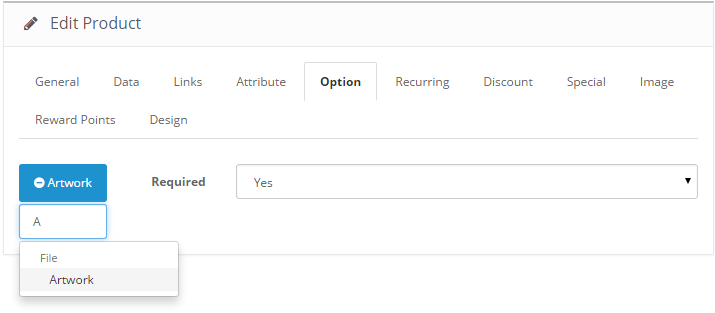 Edit Product
General Data Links Attribute Option Recurring Discount Special Image
Reward Points Design
Artwork Required Yes
A
File
Artwork